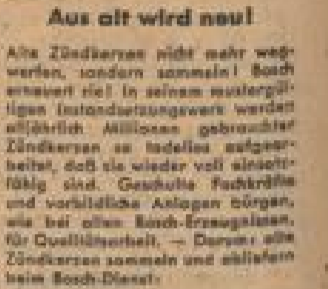 Aus alt wird neu!
Alte Zündkerzen nicht mehr weg-
werfen, sondern sammeln! Bosch
erneuert sie! In seinem mustergül-
tigen Instandsetzungswerk werden
alljährlich Millionen gebrauchter
Zündkerzen so tadellos aufgear-
beitet, daß sie wieder voll einsatz-
fähig sind. Geschulte Fachkräfte
und vorbildliche Anlagen bürgen,
wie bei allen Bosch-Erzeugnissen,
für Qualitätsarbeit. — Darum: alte
Zündkerzen sammeln und abliefern
beim Bosch-Dienst.